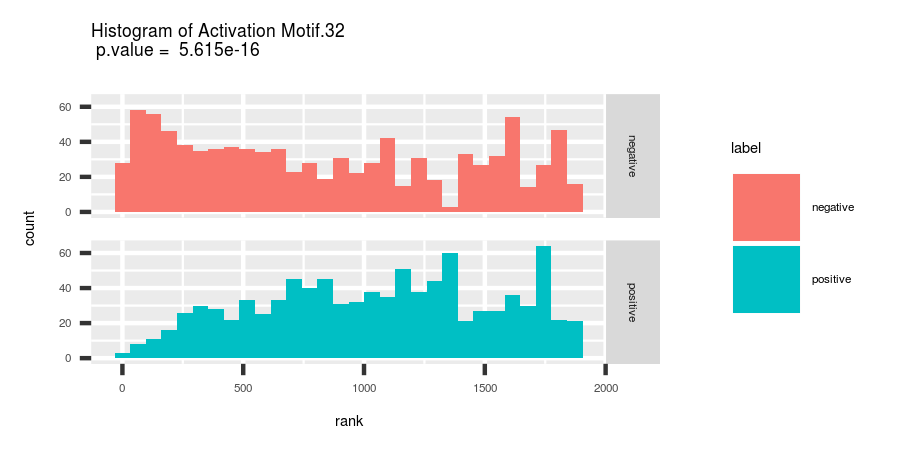 Histogram of Activation Motif.32
p.value = 5.615e-16
count
60
40
20
0
negative
60
40
20
0
positive
0 500 1000 1500 2000
rank
label
negative
positive